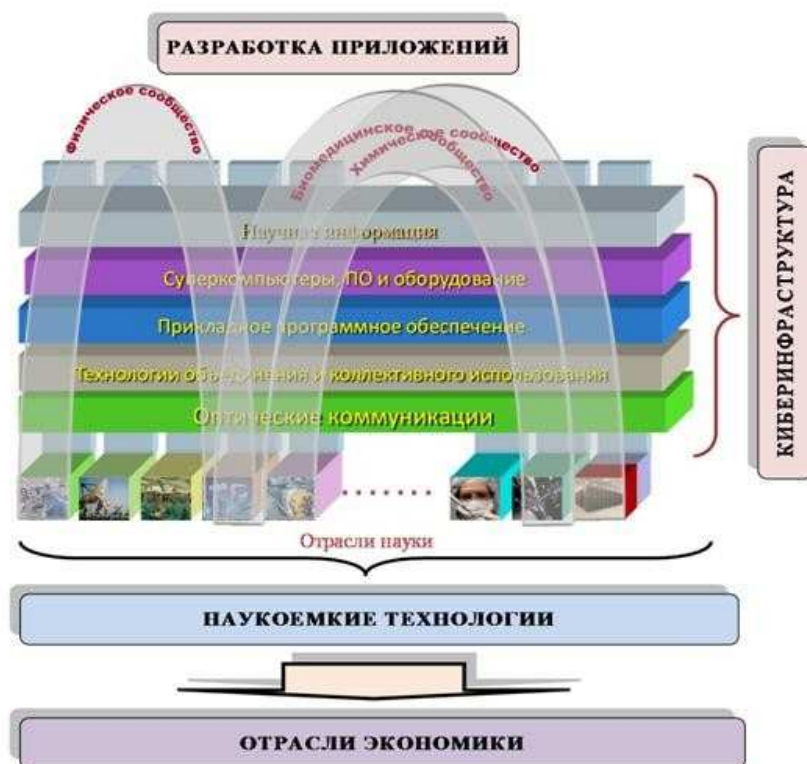 РАЗРАБОТКА ПРИЛОЖЕНИЙ
Физическое сообщество
Биомедицинское сообщество
Химическое сообщество
Научная информация
Суперкомпьютеры, ПО и оборудование
Прикладное программное обеспечение
Технологии объединения и коллективного использования
Оптические коммуникации
КИБЕРИНФРАСТРУКТУРА
Отрасли науки
НАУКОЕМКИЕ ТЕХНОЛОГИИ
ОТРАСЛИ ЭКОНОМИКИ